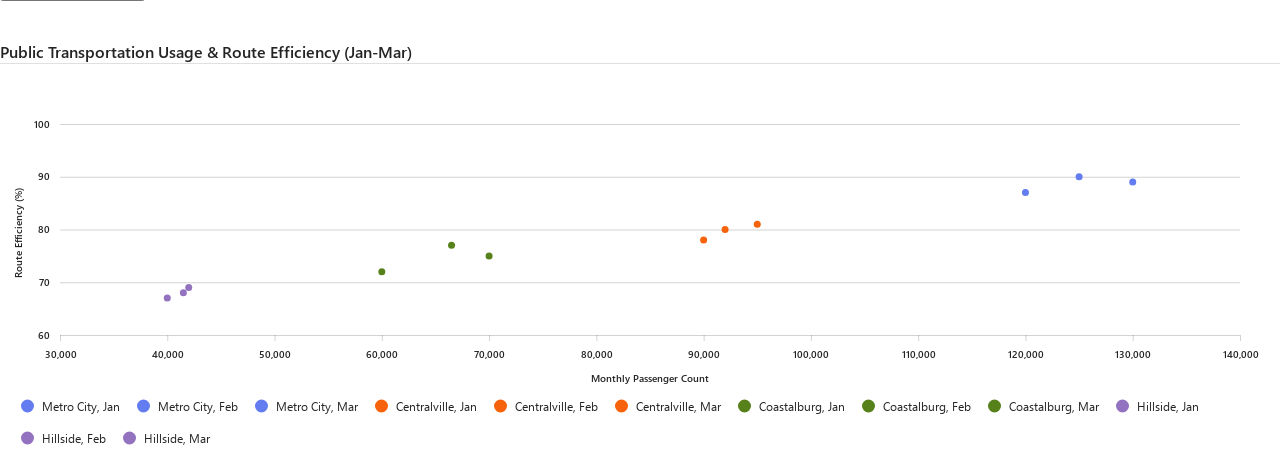 Public Transportation Usage & Route Efficiency (Jan-Mar)
100
90
80
70
60
Route Efficiency (%)
30,000 40,000 50,000 60,000 70,000 80,000 90,000 100,000 110,000 120,000 130,000 140,000
Monthly Passenger Count
Metro City, Jan Metro City, Feb Metro City, Mar Centralville, Jan Centralville, Feb Centralville, Mar Coastalburg, Jan Coastalburg, Feb Coastalburg, Mar Hillside, Jan
Hillside, Feb Hillside, Mar